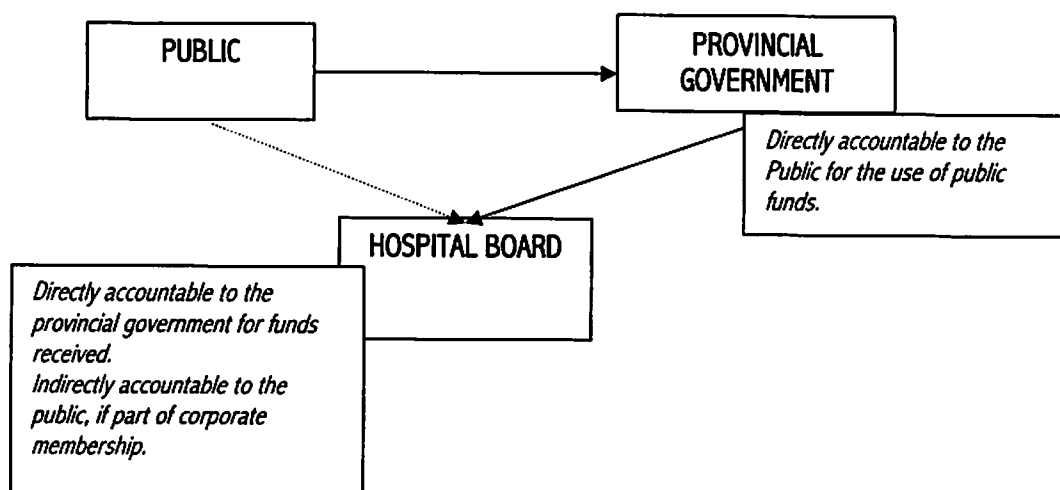 PUBLIC
PROVINCIAL
GOVERNMENT
Directly accountable to the
Public for the use of public
funds.
HOSPITAL BOARD
Directly accountable to the
provincial government for funds
received.
Indirectly accountable to the
public, if part of corporate
membership.